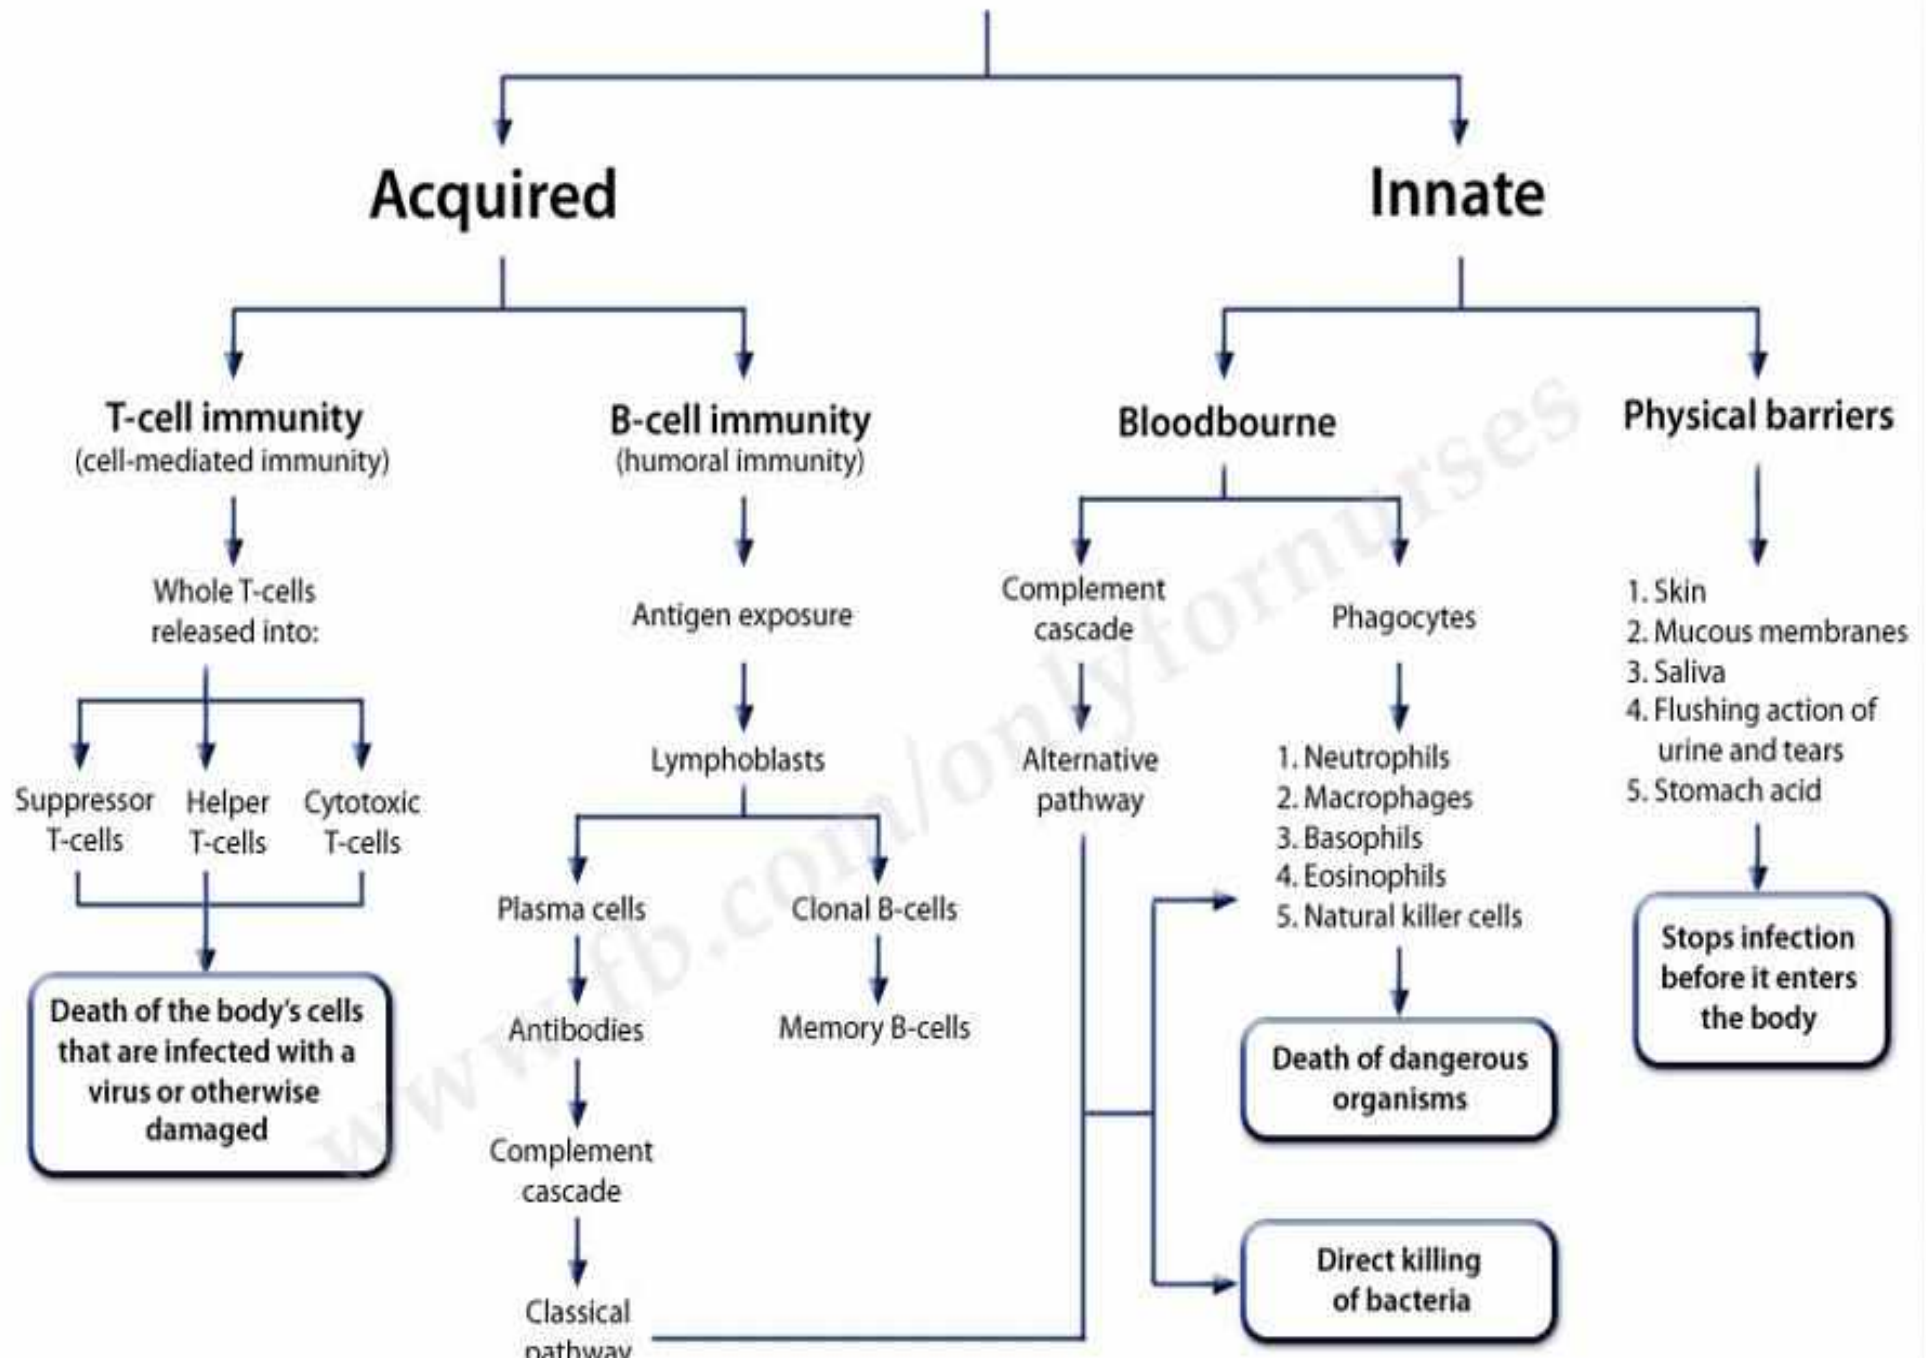 Acquired
Innate
T-cell immunity
(cell-mediated immunity)
Whole T-cells
released into:
Suppressor
T-cells
Helper
T-cells
Cytotoxic
T-cells
Death of the body's cells
that are infected with a
virus or otherwise
damaged
B-cell immunity
(humoral immunity)
Antigen exposure
Lymphoblasts
Plasma cells
Antibodies
Complement
cascade
Classical
pathway
Clonal B-cells
Memory B-cells
Bloodbourne
Complement
cascade
Alternative
pathway
Phagocytes
1. Neutrophils
2. Macrophages
3. Basophils
4. Eosinophils
5. Natural killer cells
Death of dangerous
organisms
Direct killing
of bacteria
Physical barriers
1. Skin
2. Mucous membranes
3. Saliva
4. Flushing action of
urine and tears
5. Stomach acid
Stops infection
before it enters
the body
www.fb.com/onlyfornurses